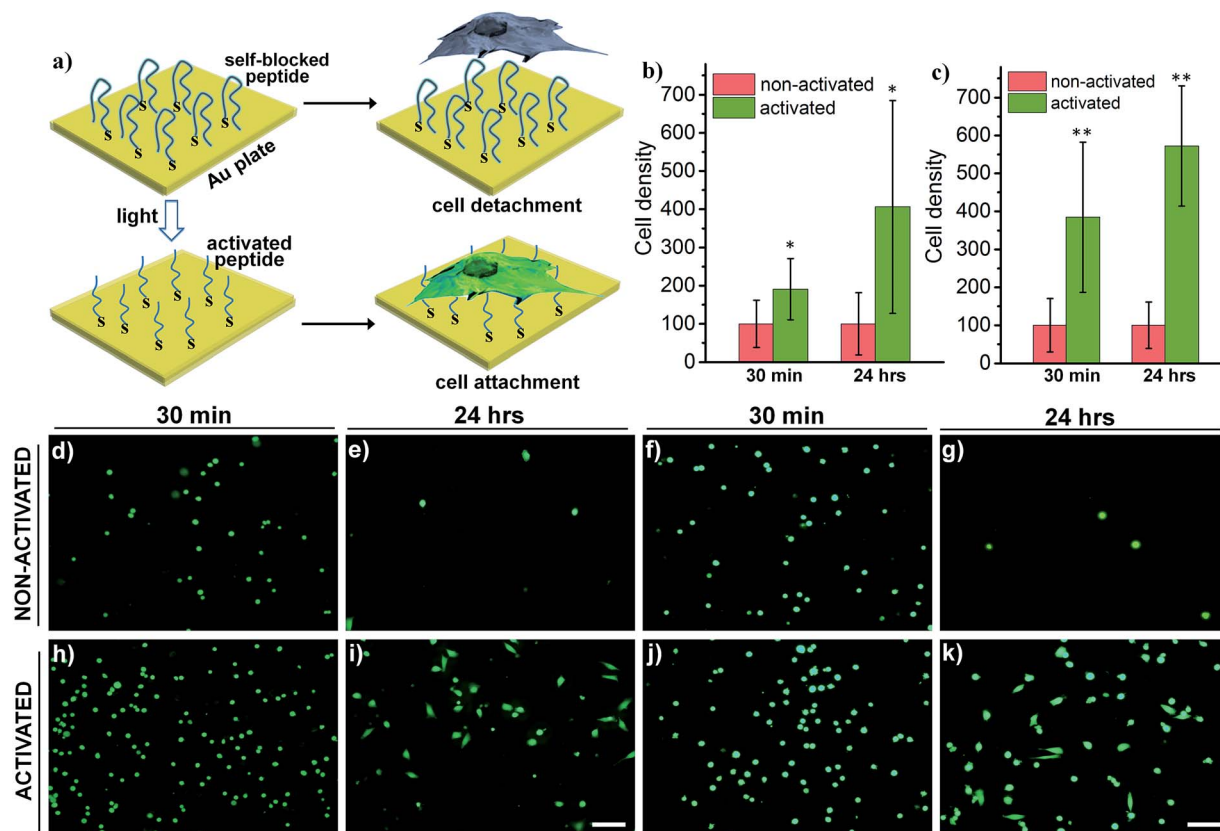 a)
self-blocked
peptide
S S S S S S S S
Au plate
cell detachment
light
activated
peptide
S S S S S S S S
cell attachment
b)
non-activated
activated
700
600
500
400
300
200
100
0
Cell density
*
*
30 min
24 hrs
c)
non-activated
activated
700
600
500
400
300
200
100
0
Cell density
**
**
30 min
24 hrs
30 min
24 hrs
30 min
24 hrs
NON-ACTIVATED
d)
e)
f)
g)
ACTIVATED
h)
i)
j)
k)